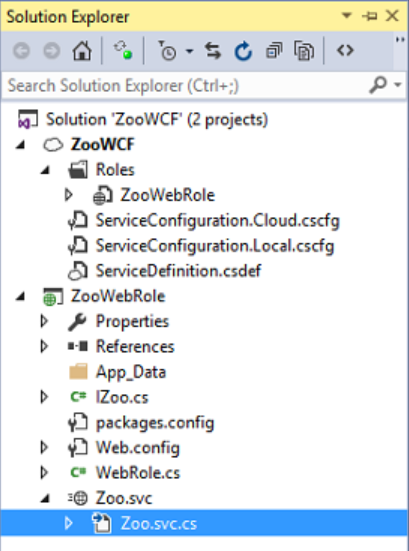 Solution Explorer
Search Solution Explorer (Ctrl+;)
Solution 'ZooWCF' (2 projects)
ZooWCF
Roles
ZooWebRole
ServiceConfiguration.Cloud.cscfg
ServiceConfiguration.Local.cscfg
ServiceDefinition.csdef
ZooWebRole
Properties
References
App_Data
C# IZoo.cs
packages.config
Web.config
C# WebRole.cs
Zoo.svc
Zoo.svc.cs